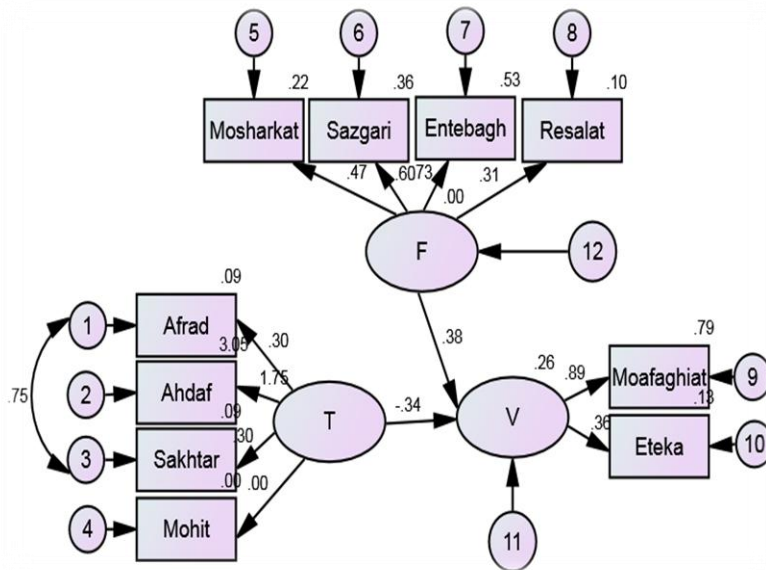 5 6 7 8
.22 .36 .53 .10
Mosharkat Sazgari Entebagh Resalat
.47 .60 .73 .31
.00
F 12
.09
1 Afrad .30 .38
3.05 .26 .79
.75 2 Ahdaf 1.75 .89 Moafaghiat 9
.09 T -.34 V .13
3 Sakhtar .30 .36 Eteka 10
.00 .00
4 Mohit 11